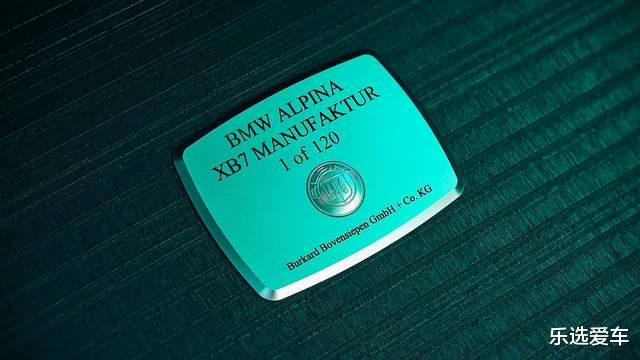 BMW ALPINA
XB7 MANUFAKTUR
1 of 120
Burkard Bovensiepen GmbH + Co. KG
乐选爱车